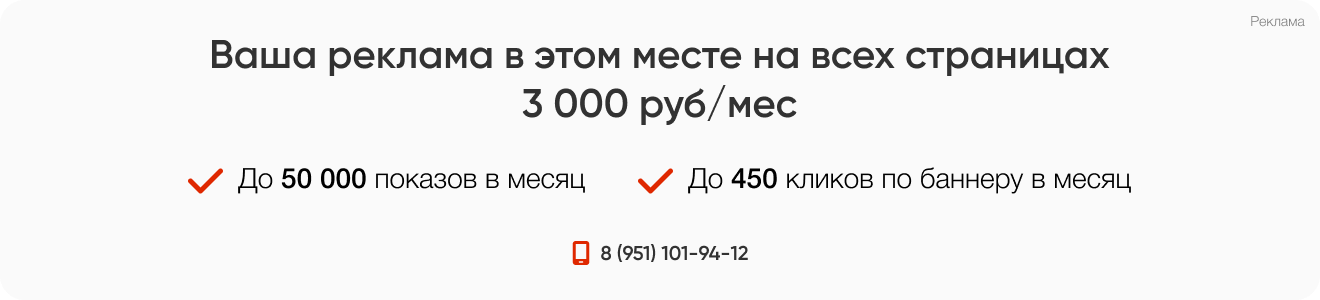 Реклама
Ваша реклама в этом месте на всех страницах
3 000 руб/мес
До 50 000 показов в месяц
До 450 кликов по баннеру в месяц
8 (951) 101-94-12